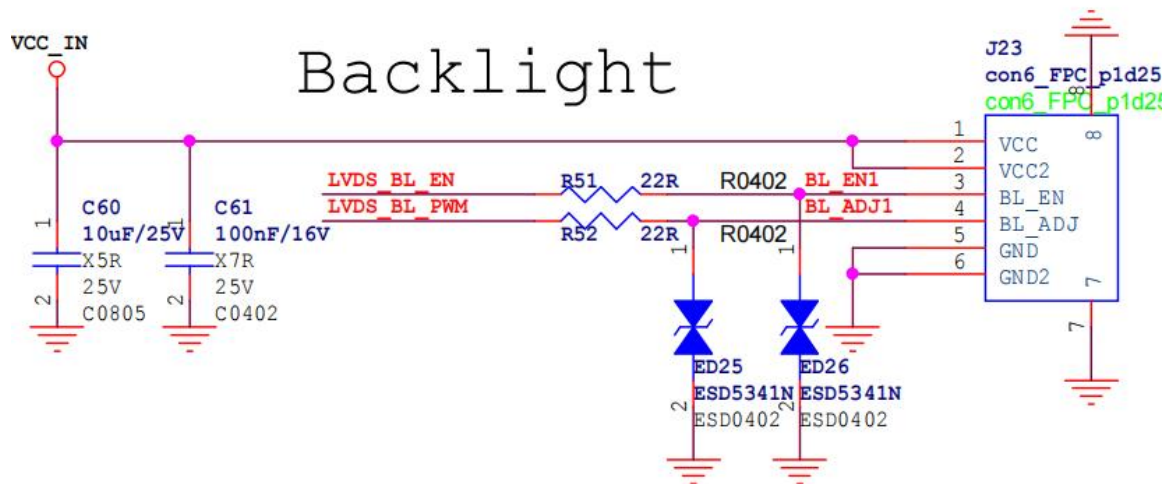 VCC_IN
Backlight
J23
con6_FPC_p1d25
con6_FPC_p1d25
8
8
1
VCC
2
VCC2
3
BL_EN
4
BL_ADJ
5
GND
6
GND2
7
7
LVDS_BL_EN
R51
22R
R0402
BL_EN1
LVDS_BL_PWM
R52
22R
R0402
BL_ADJ1
1
C60
10uF/25V
X5R
25V
C0805
2
1
C61
100nF/16V
X7R
25V
C0402
2
1
ED25
ESD5341N
ESD0402
2
1
ED26
ESD5341N
ESD0402
2